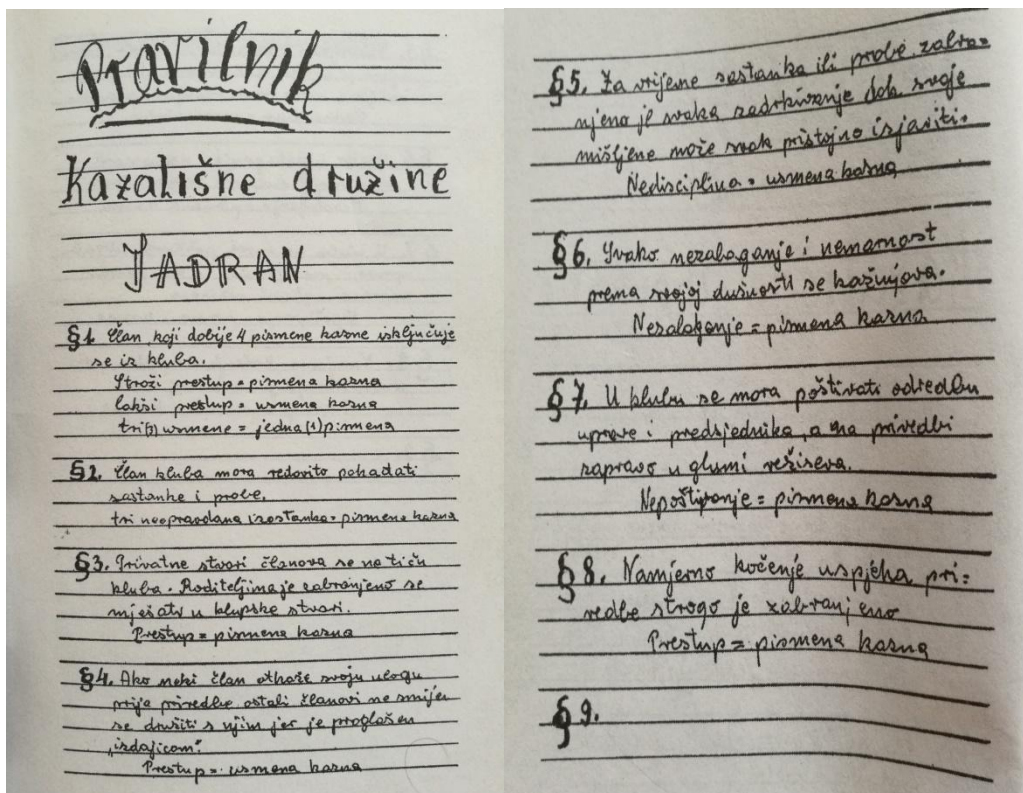 Pravilnik
Kazališne družine
JADRAN
§1. Član koji dobije 4 pismene kazne isključuje
se iz kluba.
Stroži prestup = pismena kazna
lakši prestup = usmena kazna
tri(3) usmene = jedna(1) pismena
§2. Član kluba mora redovito pohađati
sastanke i probe.
tri neopravdana izostanka = pismena kazna
§3. Privatne stvari članova se ne tiču
kluba. Roditeljima je zabranjeno se
mješati u klupske stvari.
Prestup = pismena kazna
§4. Ako neki član otkaže svoju ulogu
prije priredbe ostali članovi ne smiju
se družiti s njim jer je proglašen
„izdajicom".
Prestup = usmena kazna
§5. Za vrijeme sastanka ili probe zabra=
njeno je svako zadrkivanje dok svoje
mišljene može svak pristojno izjaviti.
Nedisciplina = usmena kazna
§6. Svako nezalaganje i nemarnost
prema svojoj dušnosti se kažnjava.
Nezalaganje = pismena kazna
§7. U klubu se mora poštivati odredbu
uprave i predsjednika, a na privedbi
zapravo u glumi režisera.
Nepoštivanje = pismena kazna
§8. Namjerno kočenje uspjeha pri=
redbe strogo je zabranjeno
Prestup = pismena kazna
§9.